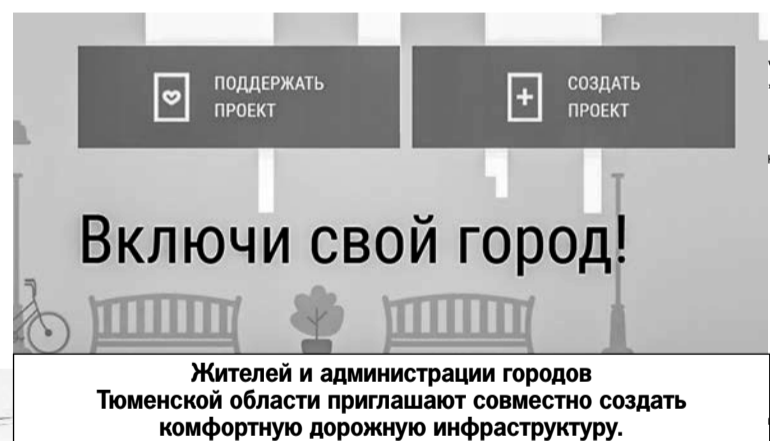 ПОДДЕРЖАТЬ
ПРОЕКТ
СОЗДАТЬ
ПРОЕКТ
Включи свой город!
Жителей и администрации городов
Тюменской области приглашают совместно создать
комфортную дорожную инфраструктуру.